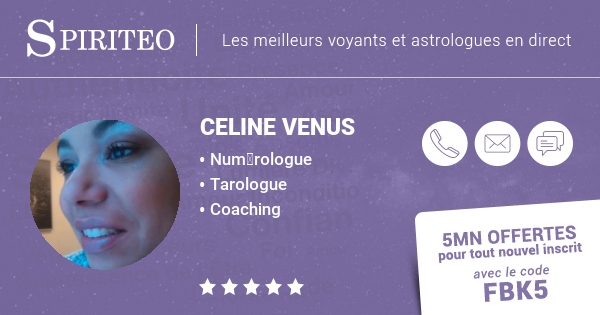 SPIRITEO
Les meilleurs voyants et astrologues en direct
CELINE VENUS
• Num▯rologue
• Tarologue
• Coaching
5MN OFFERTES
pour tout nouvel inscrit
avec le code
FBK5